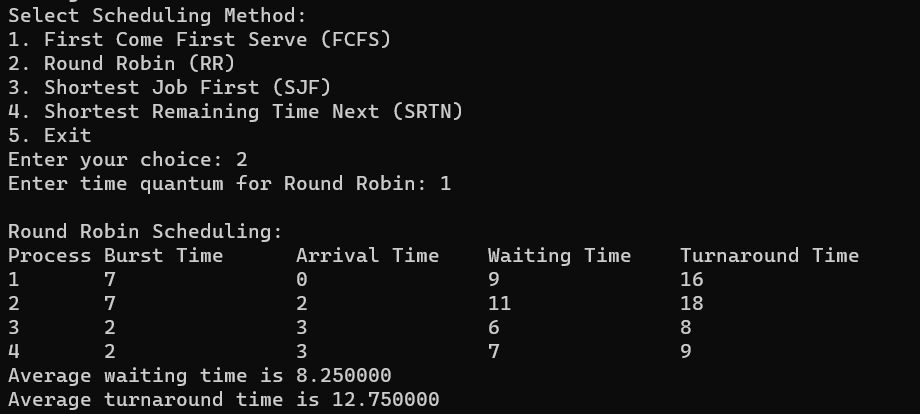 Select Scheduling Method:
1. First Come First Serve (FCFS)
2. Round Robin (RR)
3. Shortest Job First (SJF)
4. Shortest Remaining Time Next (SRTN)
5. Exit
Enter your choice: 2
Enter time quantum for Round Robin: 1

Round Robin Scheduling:
Process Burst Time      Arrival Time    Waiting Time    Turnaround Time
1       7               0               9               16
2       7               2               11              18
3       2               3               6               8
4       2               3               7               9
Average waiting time is 8.250000
Average turnaround time is 12.750000